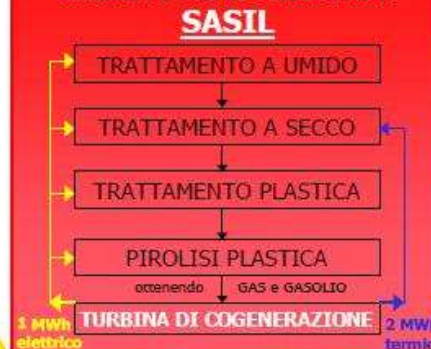 SASIL
TRATTAMENTO A UMIDO
TRATTAMENTO A SECCO
TRATTAMENTO PLASTICA
PIROLISI PLASTICA
ottenendo GAS e GASOLIO
TURBINA DI COGENERAZIONE
1 MWh
elettrico
2 MW
termic